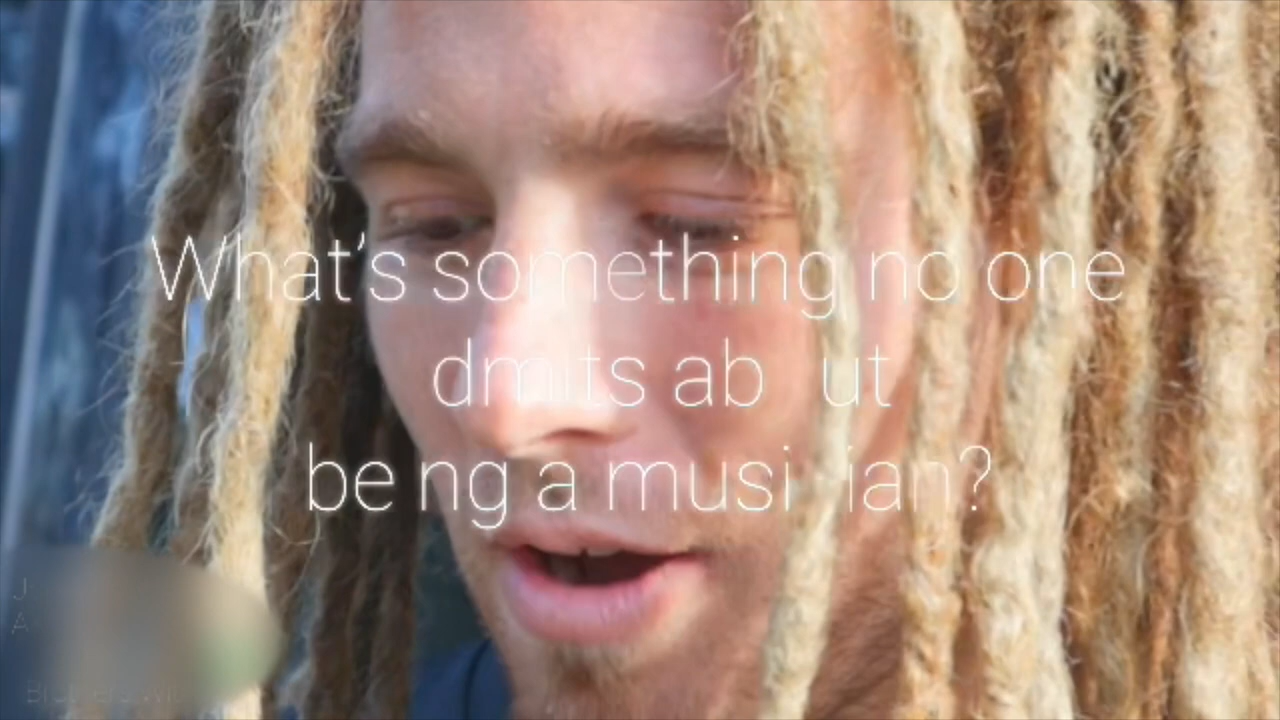 What's something no one
dmits ab ut
be ng a musi ian?
J
A